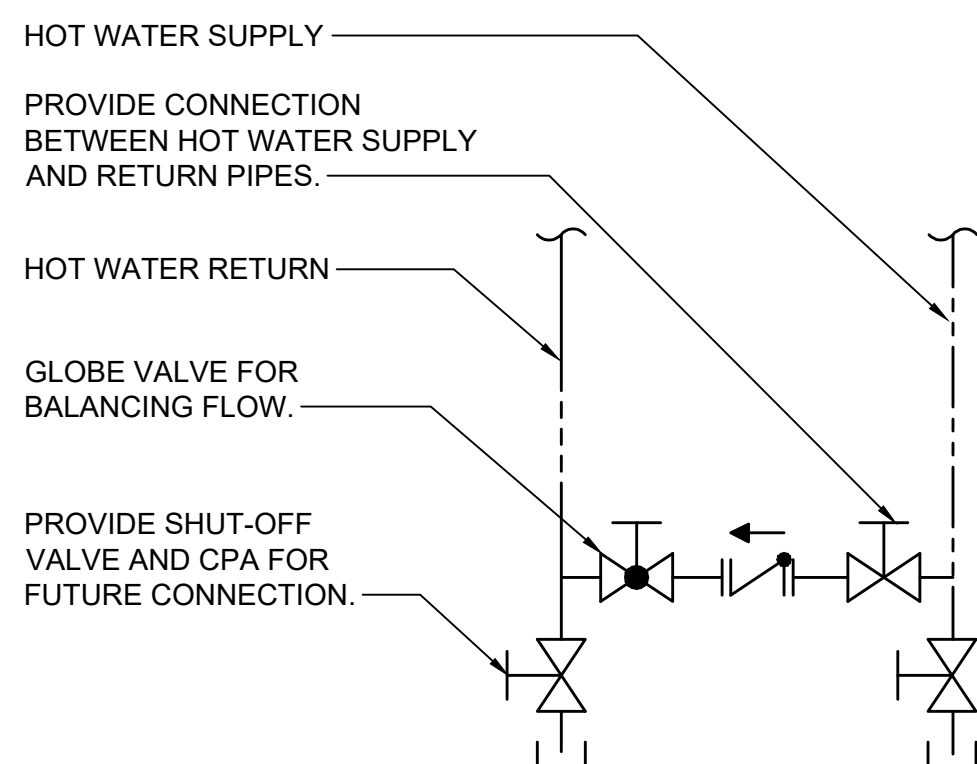 HOT WATER SUPPLY
PROVIDE CONNECTION
BETWEEN HOT WATER SUPPLY
AND RETURN PIPES.
HOT WATER RETURN
GLOBE VALVE FOR
BALANCING FLOW.
PROVIDE SHUT-OFF
VALVE AND CPA FOR
FUTURE CONNECTION.